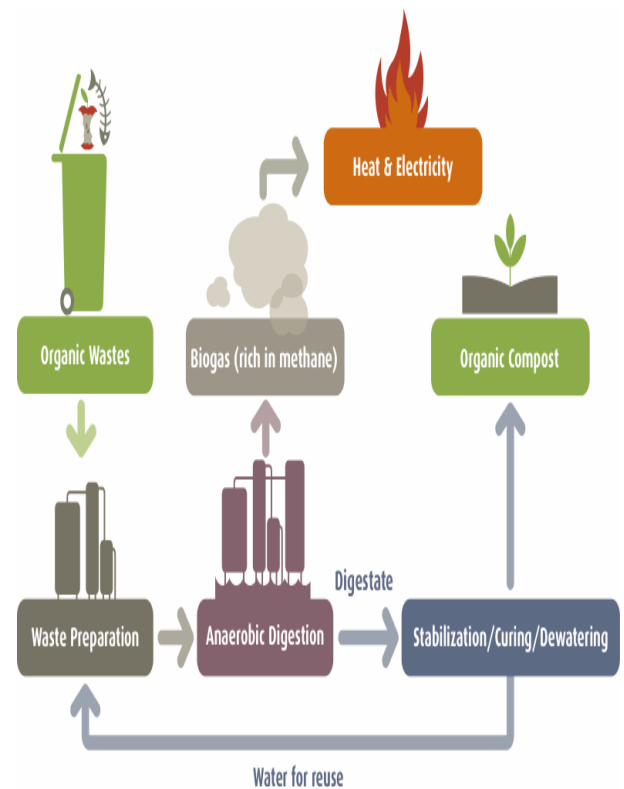 Heat & Electricity
Organic Wastes
Biogas (rich in methane)
Organic Compost
Digestate
Waste Preparation
Anaerobic Digestion
Stabilization/Curing/Dewatering
Water for reuse